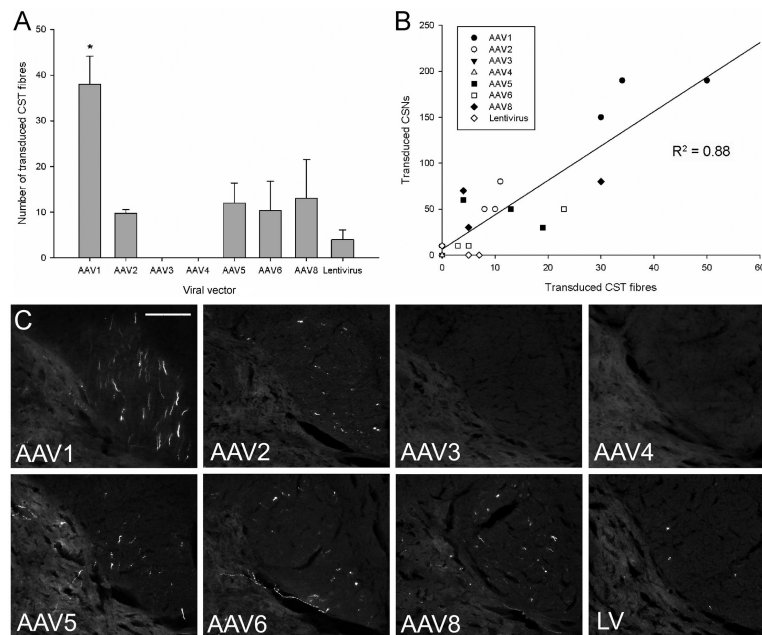 A
Number of transduced CST fibres
50
40
30
20
10
0
*
AAV1 AAV2 AAV3 AAV4 AAV5 AAV6 AAV8 Lentivirus
Viral vector
B
Transduced CSNs
250
200
150
100
50
0
AAV1
AAV2
AAV3
AAV4
AAV5
AAV6
AAV8
Lentivirus
R² = 0.88
0 10 20 30 40 50 60
Transduced CST fibres
C
AAV1
AAV2
AAV3
AAV4
AAV5
AAV6
AAV8
LV